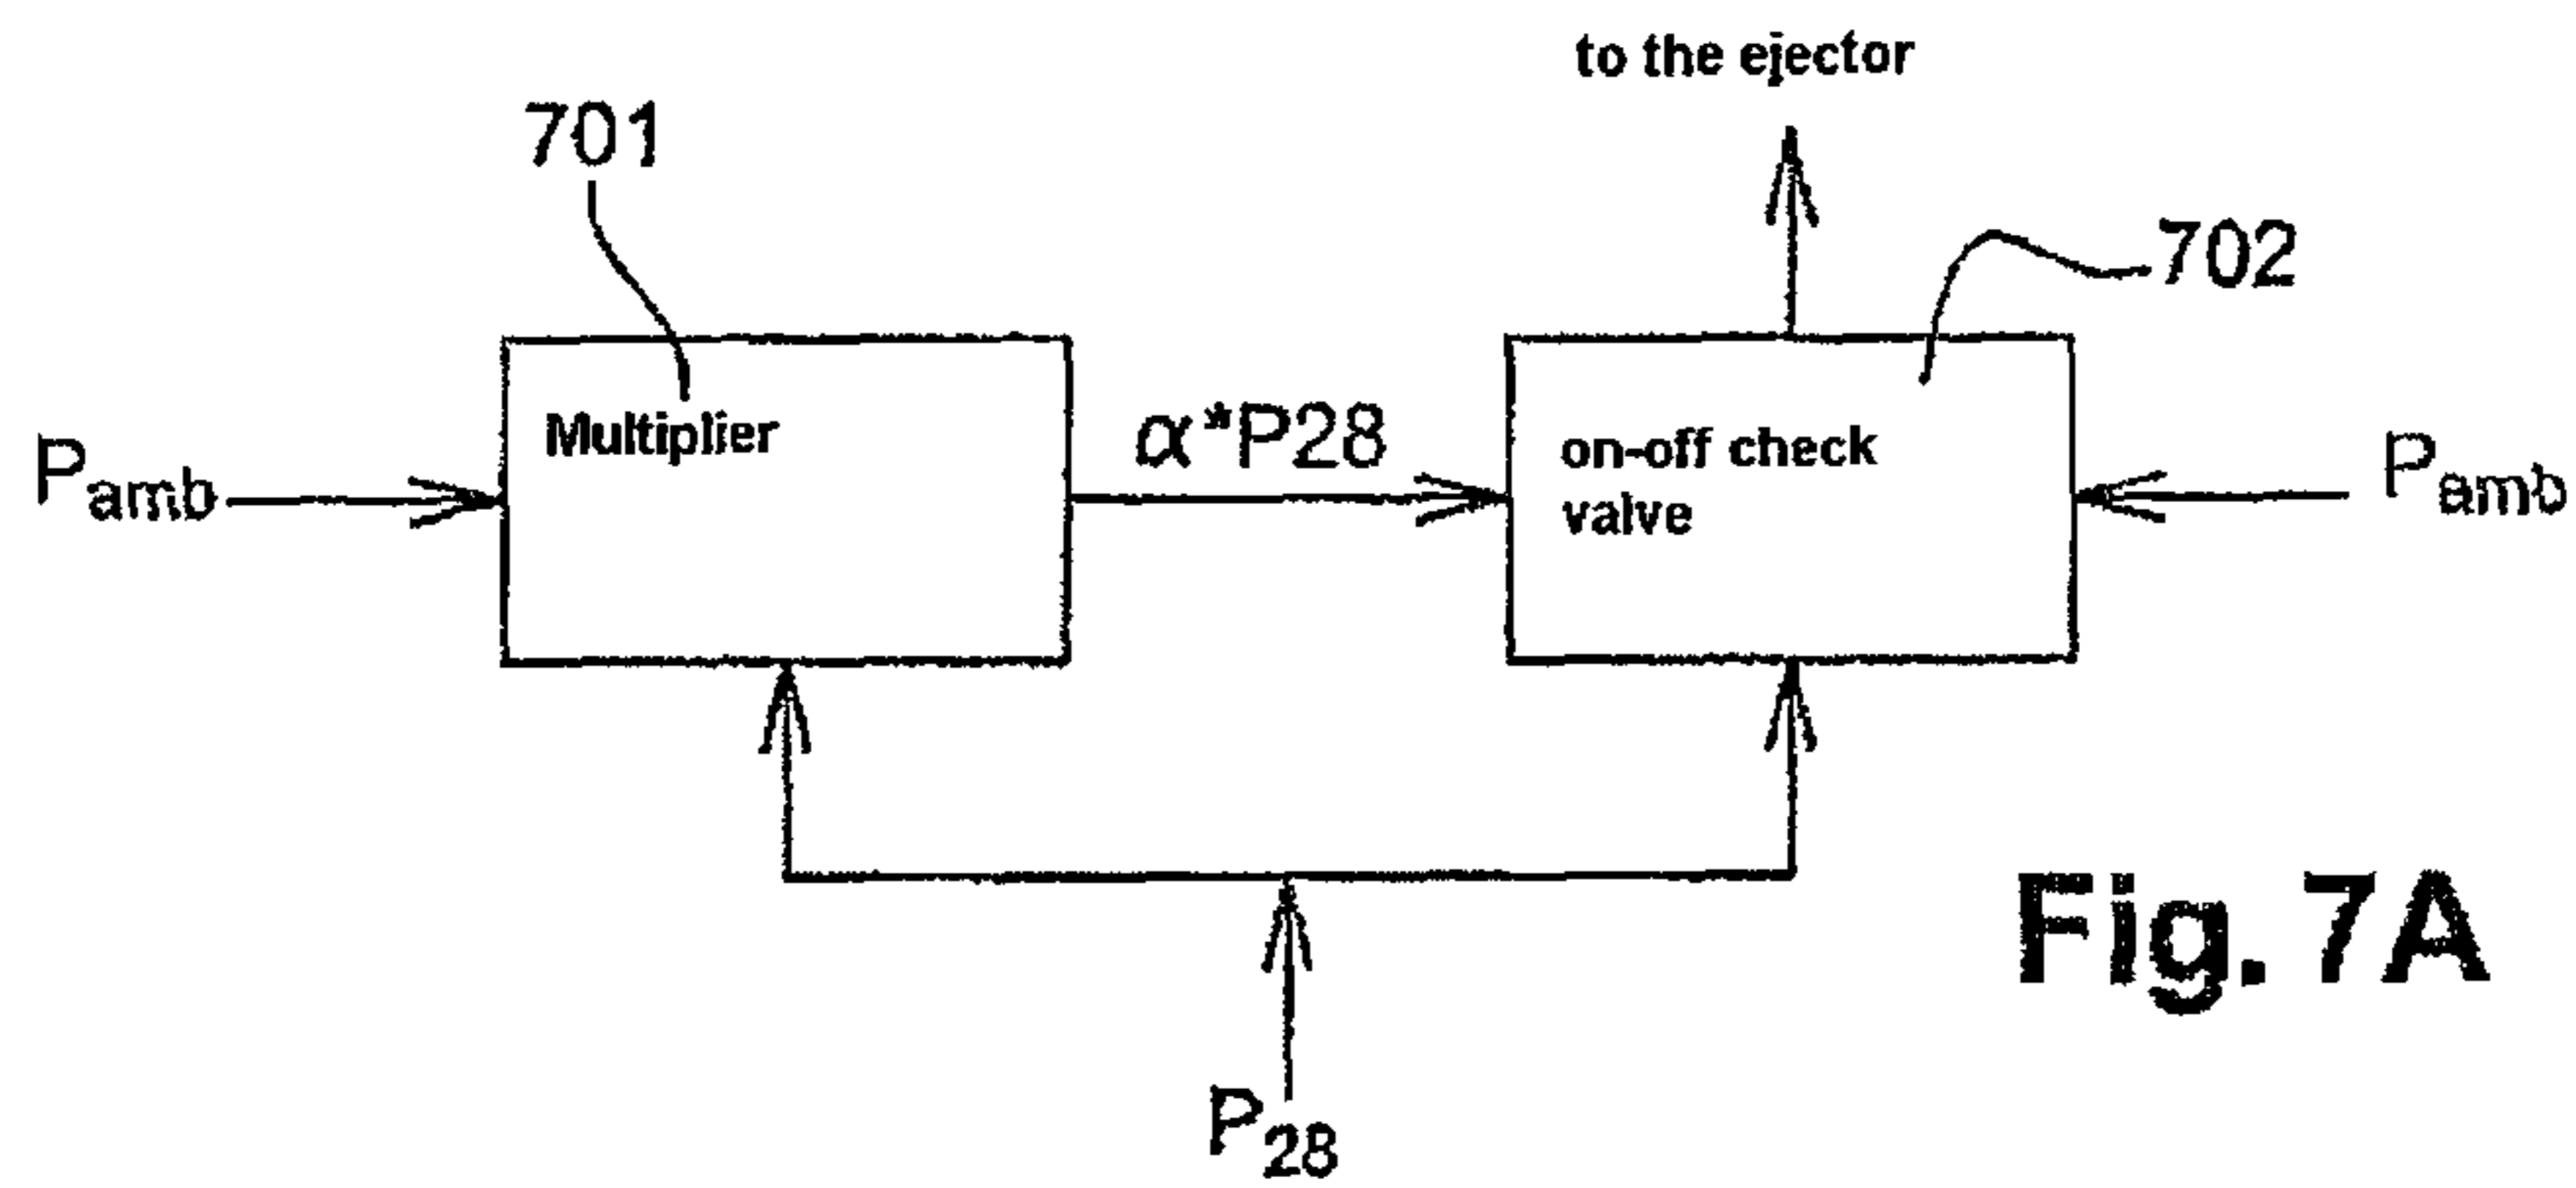 to the ejector
701
702
Multiplier
α*P28
on-off check
valve
Pamb
Pamb
Fig. 7A
P28